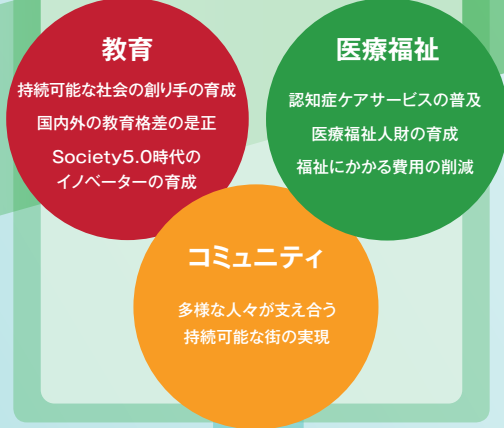 教育
持続可能な社会の創り手の育成
国内外の教育格差の是正
Society5.0時代の
イノベーターの育成
医療福祉
認知症ケアサービスの普及
医療福祉人財の育成
福祉にかかる費用の削減
コミュニティ
多様な人々が支え合う
持続可能な街の実現